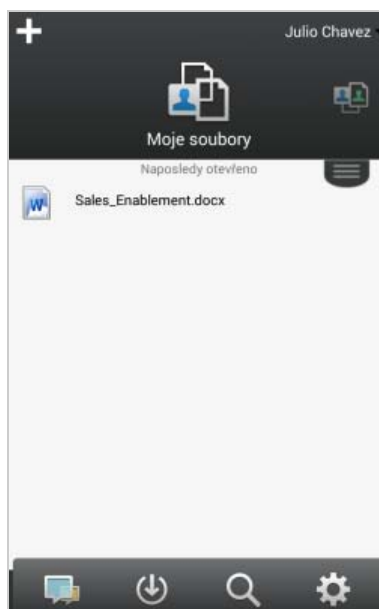 Julio Chavez
Moje soubory
Naposledy otevřeno
W
Sales_Enablement.docx